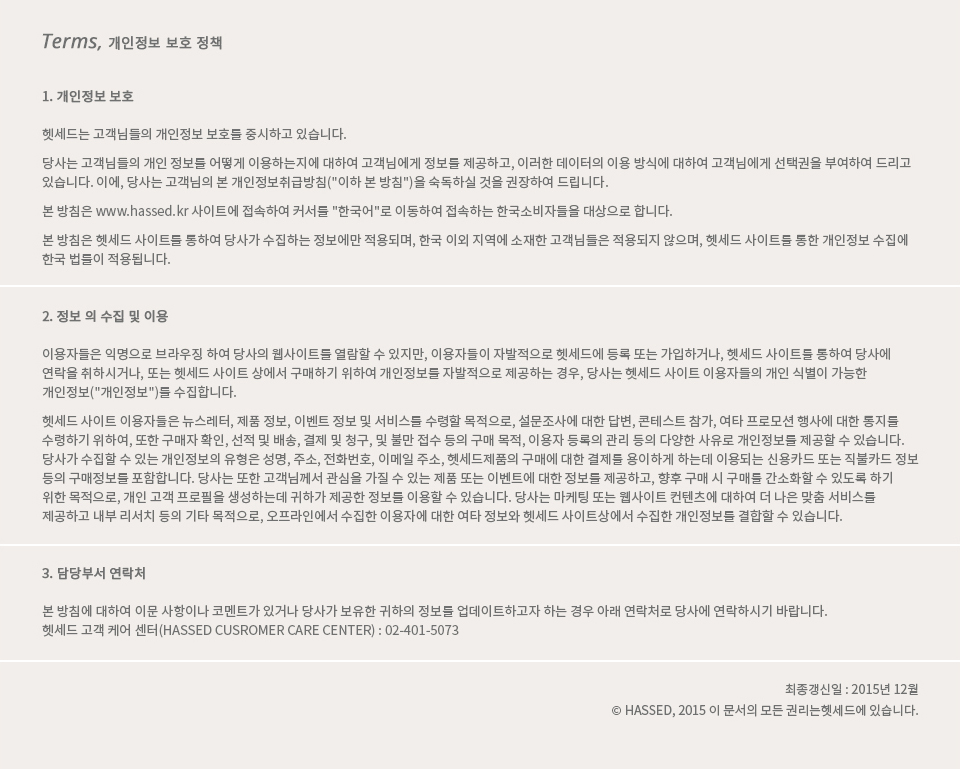 Terms, 개인정보 보호 정책
1. 개인정보 보호
헷세드는 고객님들의 개인정보 보호를 중시하고 있습니다.
당사는 고객님들의 개인 정보를 어떻게 이용하는지에 대하여 고객님에게 정보를 제공하고, 이러한 데이터의 이용 방식에 대하여 고객님에게 선택권을 부여하여 드리고
있습니다. 이에, 당사는 고객님의 본 개인정보취급방침("이하 본 방침")을 숙독하실 것을 권장하여 드립니다.
본 방침은 www.hassed.kr 사이트에 접속하여 커서를 "한국어"로 이동하여 접속하는 한국소비자들을 대상으로 합니다.
본 방침은 헷세드 사이트를 통하여 당사가 수집하는 정보에만 적용되며, 한국 이외 지역에 소재한 고객님들은 적용되지 않으며, 헷세드 사이트를 통한 개인정보 수집에
한국 법률이 적용됩니다.
2. 정보 의 수집 및 이용
이용자들은 익명으로 브라우징 하여 당사의 웹사이트를 열람할 수 있지만, 이용자들이 자발적으로 헷세드에 등록 또는 가입하거나, 헷세드 사이트를 통하여 당사에
연락을 취하시거나, 또는 헷세드 사이트 상에서 구매하기 위하여 개인정보를 자발적으로 제공하는 경우, 당사는 헷세드 사이트 이용자들의 개인 식별이 가능한
개인정보("개인정보")를 수집합니다.
헷세드 사이트 이용자들은 뉴스레터, 제품 정보, 이벤트 정보 및 서비스를 수령할 목적으로, 설문조사에 대한 답변, 콘테스트 참가, 여타 프로모션 행사에 대한 통지를
수령하기 위하여, 또한 구매자 확인, 선적 및 배송, 결제 및 청구, 및 불만 접수 등의 구매 목적, 이용자 등록의 관리 등의 다양한 사유로 개인정보를 제공할 수 있습니다.
당사가 수집할 수 있는 개인정보의 유형은 성명, 주소, 전화번호, 이메일 주소, 헷세드제품의 구매에 대한 결제를 용이하게 하는데 이용되는 신용카드 또는 직불카드 정보
등의 구매정보를 포함합니다. 당사는 또한 고객님께서 관심을 가질 수 있는 제품 또는 이벤트에 대한 정보를 제공하고, 향후 구매 시 구매를 간소화할 수 있도록 하기
위한 목적으로, 개인 고객 프로필을 생성하는데 귀하가 제공한 정보를 이용할 수 있습니다. 당사는 마케팅 또는 웹사이트 컨텐츠에 대하여 더 나은 맞춤 서비스를
제공하고 내부 리서치 등의 기타 목적으로, 오프라인에서 수집한 이용자에 대한 여타 정보와 헷세드 사이트상에서 수집한 개인정보를 결합할 수 있습니다.
3. 담당부서 연락처
본 방침에 대하여 이문 사항이나 코멘트가 있거나 당사가 보유한 귀하의 정보를 업데이트하고자 하는 경우 아래 연락처로 당사에 연락하시기 바랍니다.
헷세드 고객 케어 센터(HASSED CUSROMER CARE CENTER) : 02-401-5073
최종갱신일 : 2015년 12월
© HASSED, 2015 이 문서의 모든 권리는헷세드에 있습니다.